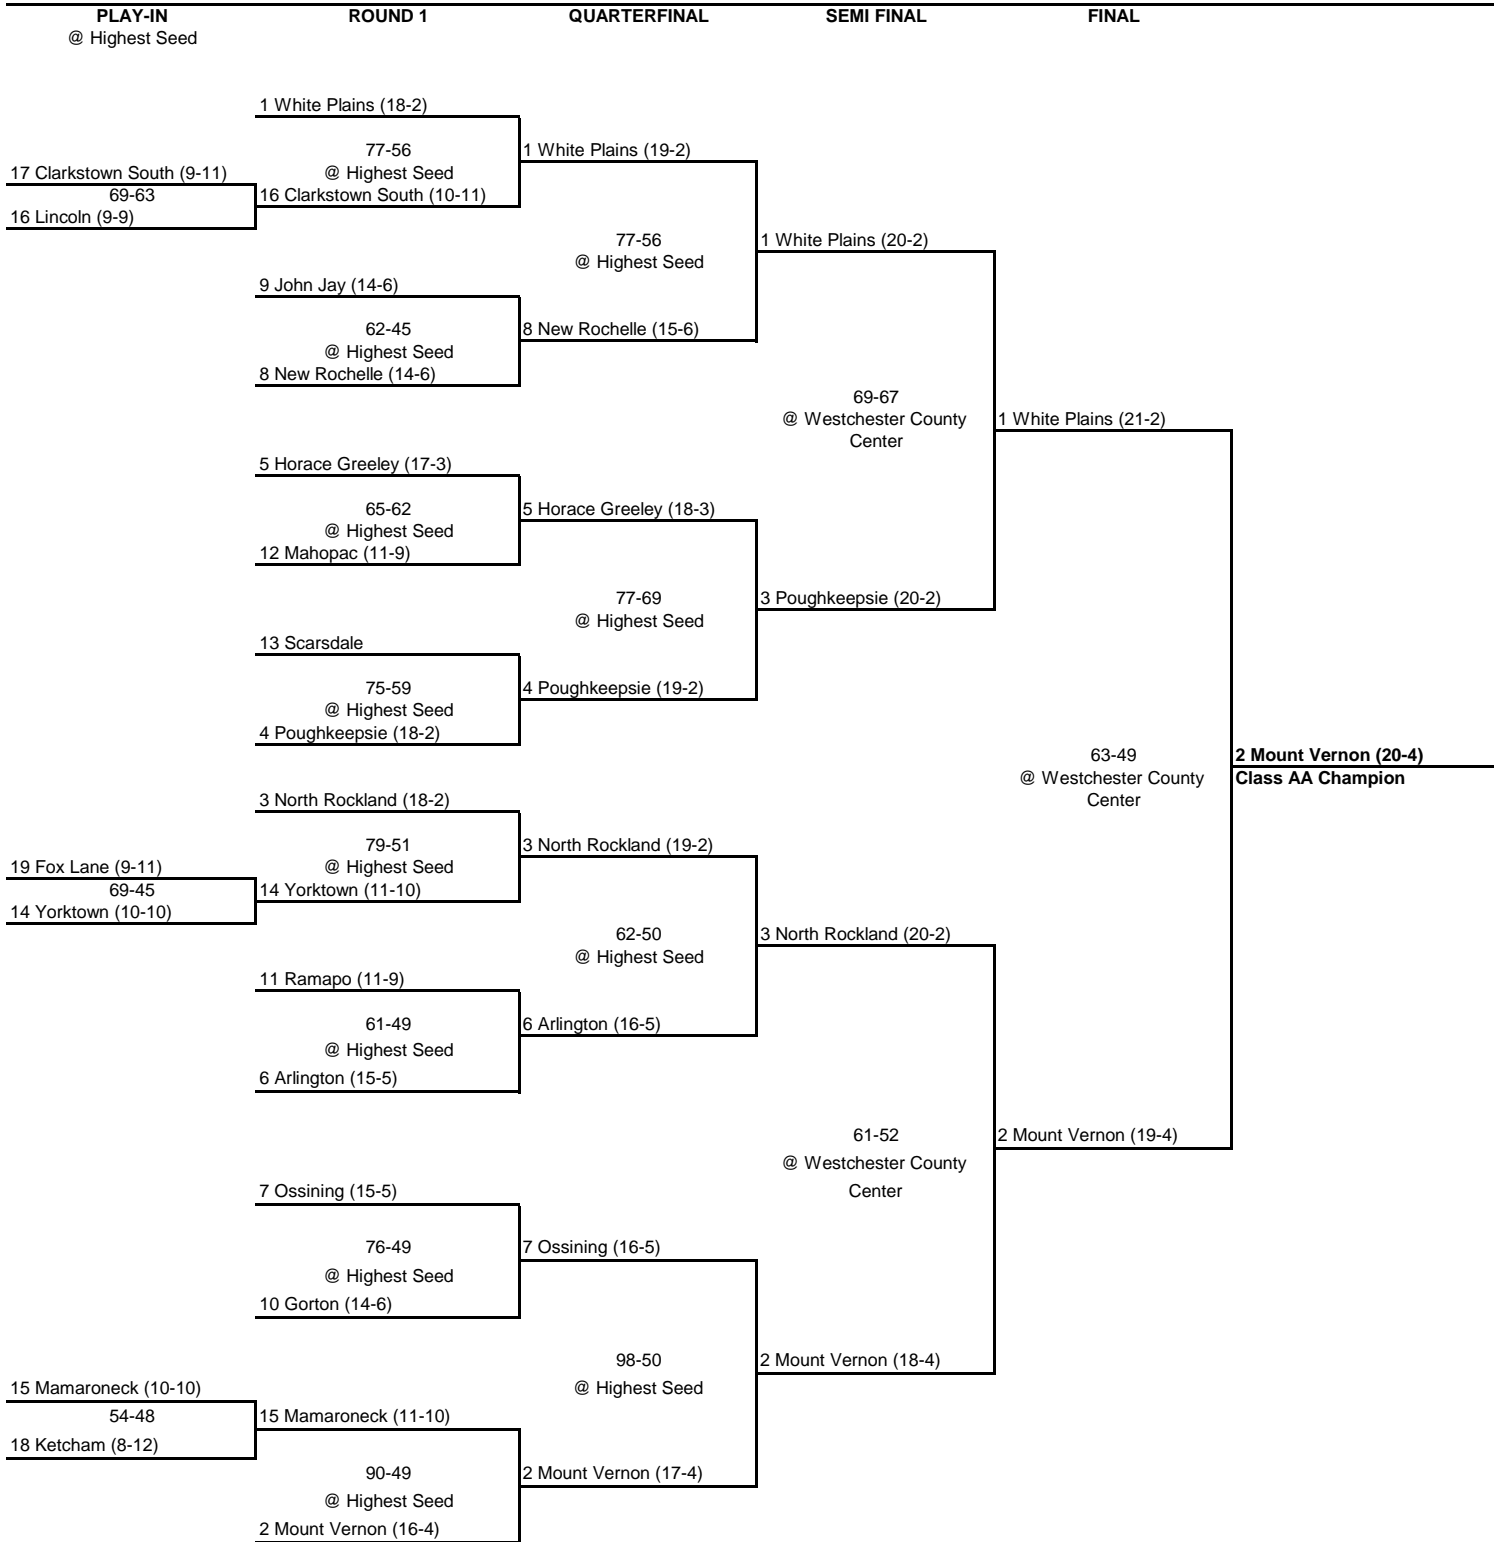 PLAY-IN
ROUND 1
QUARTERFINAL
SEMI FINAL
FINAL
@ Highest Seed
1 White Plains (18-2)
77-56
1 White Plains (19-2)
17 Clarkstown South (9-11)
@ Highest Seed
69-63
16 Clarkstown South (10-11)
16 Lincoln (9-9)
77-56
1 White Plains (20-2)
@ Highest Seed
9 John Jay (14-6)
62-45
8 New Rochelle (15-6)
@ Highest Seed
8 New Rochelle (14-6)
69-67
@ Westchester County
1 White Plains (21-2)
Center
5 Horace Greeley (17-3)
65-62
5 Horace Greeley (18-3)
@ Highest Seed
12 Mahopac (11-9)
77-69
3 Poughkeepsie (20-2)
@ Highest Seed
13 Scarsdale
75-59
4 Poughkeepsie (19-2)
@ Highest Seed
4 Poughkeepsie (18-2)
63-49
2 Mount Vernon (20-4)
@ Westchester County
Class AA Champion
Center
3 North Rockland (18-2)
79-51
3 North Rockland (19-2)
19 Fox Lane (9-11)
@ Highest Seed
69-45
14 Yorktown (11-10)
14 Yorktown (10-10)
62-50
3 North Rockland (20-2)
@ Highest Seed
11 Ramapo (11-9)
61-49
6 Arlington (16-5)
@ Highest Seed
6 Arlington (15-5)
61-52
2 Mount Vernon (19-4)
@ Westchester County
Center
7 Ossining (15-5)
76-49
7 Ossining (16-5)
@ Highest Seed
10 Gorton (14-6)
98-50
2 Mount Vernon (18-4)
@ Highest Seed
15 Mamaroneck (10-10)
54-48
15 Mamaroneck (11-10)
18 Ketcham (8-12)
90-49
2 Mount Vernon (17-4)
@ Highest Seed
2 Mount Vernon (16-4)